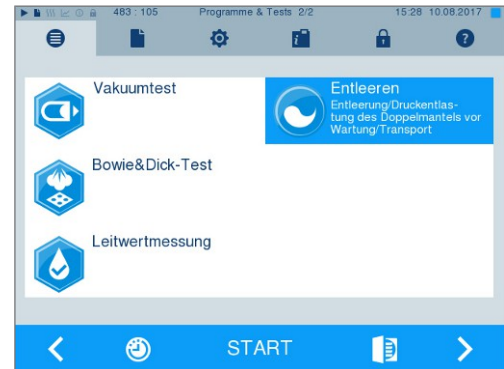 483 : 105 Programme & Tests 2/2 15:28 10.08.2017
Vakuumtest
Entleeren
Entleerung/Druckentlas-
tung des Doppelmantels vor
Wartung/Transport
Bowie&Dick-Test
Leitwertmessung
START